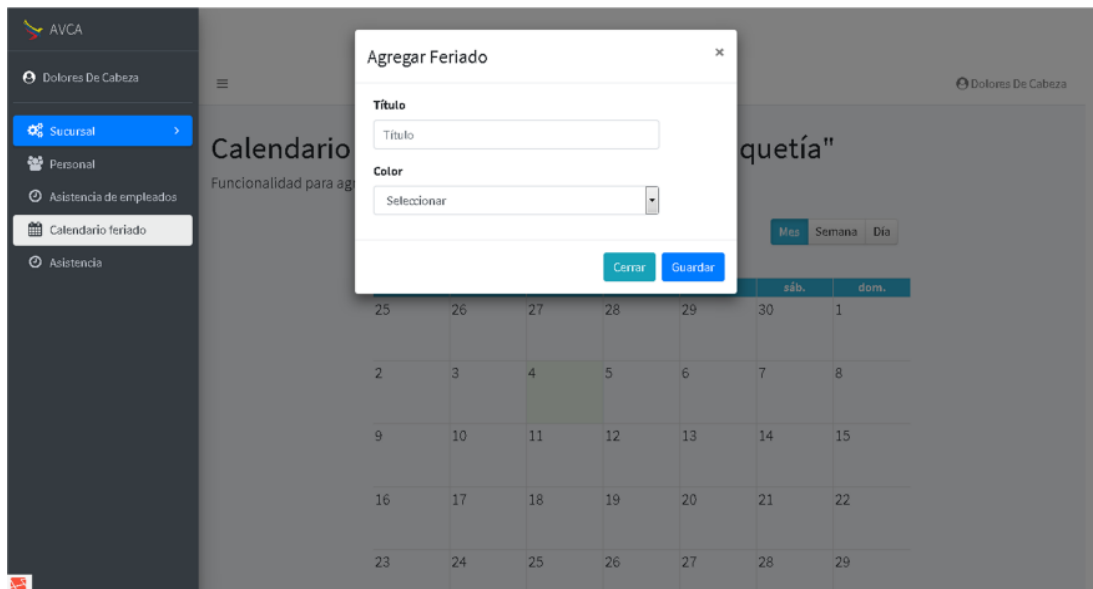 AVCA
Dolores De Cabeza
Sucursal
Personal
Asistencia de empleados
Calendario feriado
Asistencia
Dolores De Cabeza
Calendario
quetía"
Funcionalidad para
Agregar Feriado
×
Título
Título
Color
Seleccionar
Cerrar
Guardar
Mes Semana Día
sáb. dom.
25 26 27 28 29 30 1
2 3 4 5 6 7 8
9 10 11 12 13 14 15
16 17 18 19 20 21 22
23 24 25 26 27 28 29